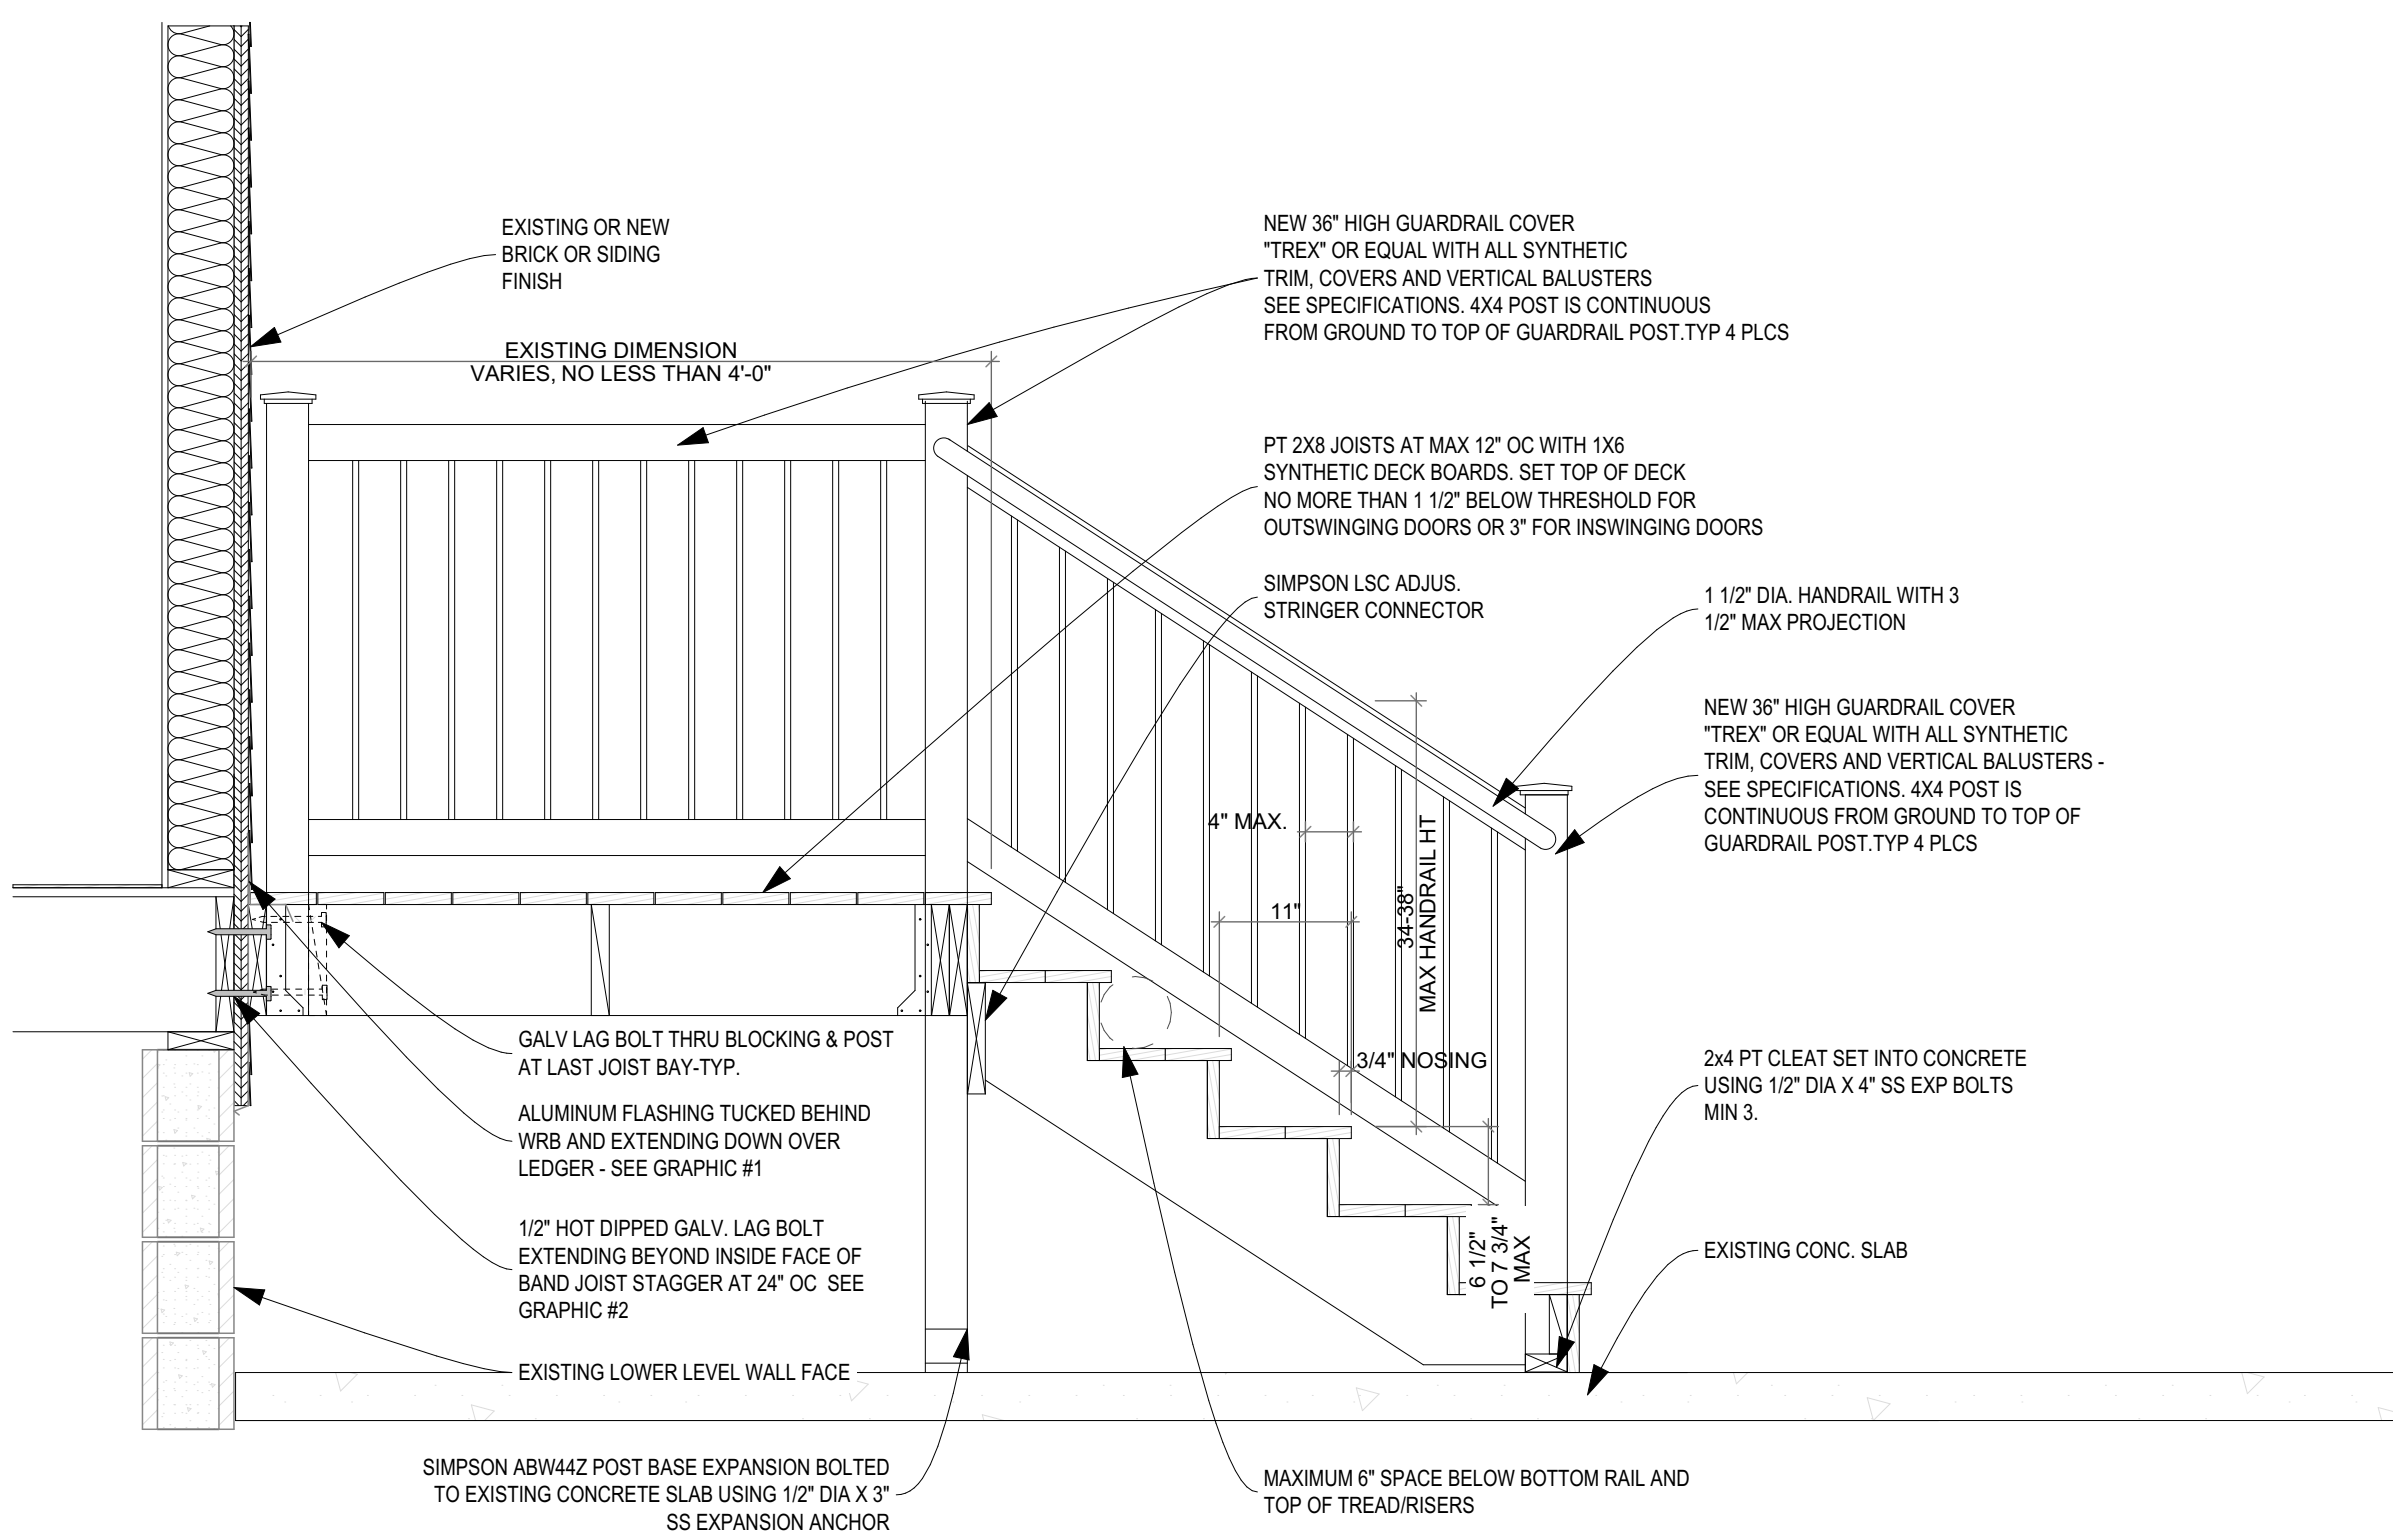 EXISTING OR NEW
BRICK OR SIDING
FINISH
EXISTING DIMENSION
VARIES, NO LESS THAN 4'-0"
NEW 36" HIGH GUARDRAIL COVER
"TREX" OR EQUAL WITH ALL SYNTHETIC
TRIM, COVERS AND VERTICAL BALUSTERS
SEE SPECIFICATIONS. 4X4 POST IS CONTINUOUS
FROM GROUND TO TOP OF GUARDRAIL POST.TYP 4 PLCS
PT 2X8 JOISTS AT MAX 12" OC WITH 1X6
SYNTHETIC DECK BOARDS. SET TOP OF DECK
NO MORE THAN 1 1/2" BELOW THRESHOLD FOR
OUTSWINGING DOORS OR 3" FOR INSWINGING DOORS
SIMPSON LSC ADJUS.
STRINGER CONNECTOR
1 1/2" DIA. HANDRAIL WITH 3
1/2" MAX PROJECTION
NEW 36" HIGH GUARDRAIL COVER
"TREX" OR EQUAL WITH ALL SYNTHETIC
TRIM, COVERS AND VERTICAL BALUSTERS -
SEE SPECIFICATIONS. 4X4 POST IS
CONTINUOUS FROM GROUND TO TOP OF
GUARDRAIL POST.TYP 4 PLCS
4" MAX.
11"
34-38"
MAX HANDRAIL HT
3/4" NOSING
6 1/2"
TO 7 3/4"
MAX
GALV LAG BOLT THRU BLOCKING & POST
AT LAST JOIST BAY-TYP.
ALUMINUM FLASHING TUCKED BEHIND
WRB AND EXTENDING DOWN OVER
LEDGER - SEE GRAPHIC #1
1/2" HOT DIPPED GALV. LAG BOLT
EXTENDING BEYOND INSIDE FACE OF
BAND JOIST STAGGER AT 24" OC SEE
GRAPHIC #2
EXISTING LOWER LEVEL WALL FACE
2x4 PT CLEAT SET INTO CONCRETE
USING 1/2" DIA X 4" SS EXP BOLTS
MIN 3.
EXISTING CONC. SLAB
SIMPSON ABW44Z POST BASE EXPANSION BOLTED
TO EXISTING CONCRETE SLAB USING 1/2" DIA X 3"
SS EXPANSION ANCHOR
MAXIMUM 6" SPACE BELOW BOTTOM RAIL AND
TOP OF TREAD/RISERS